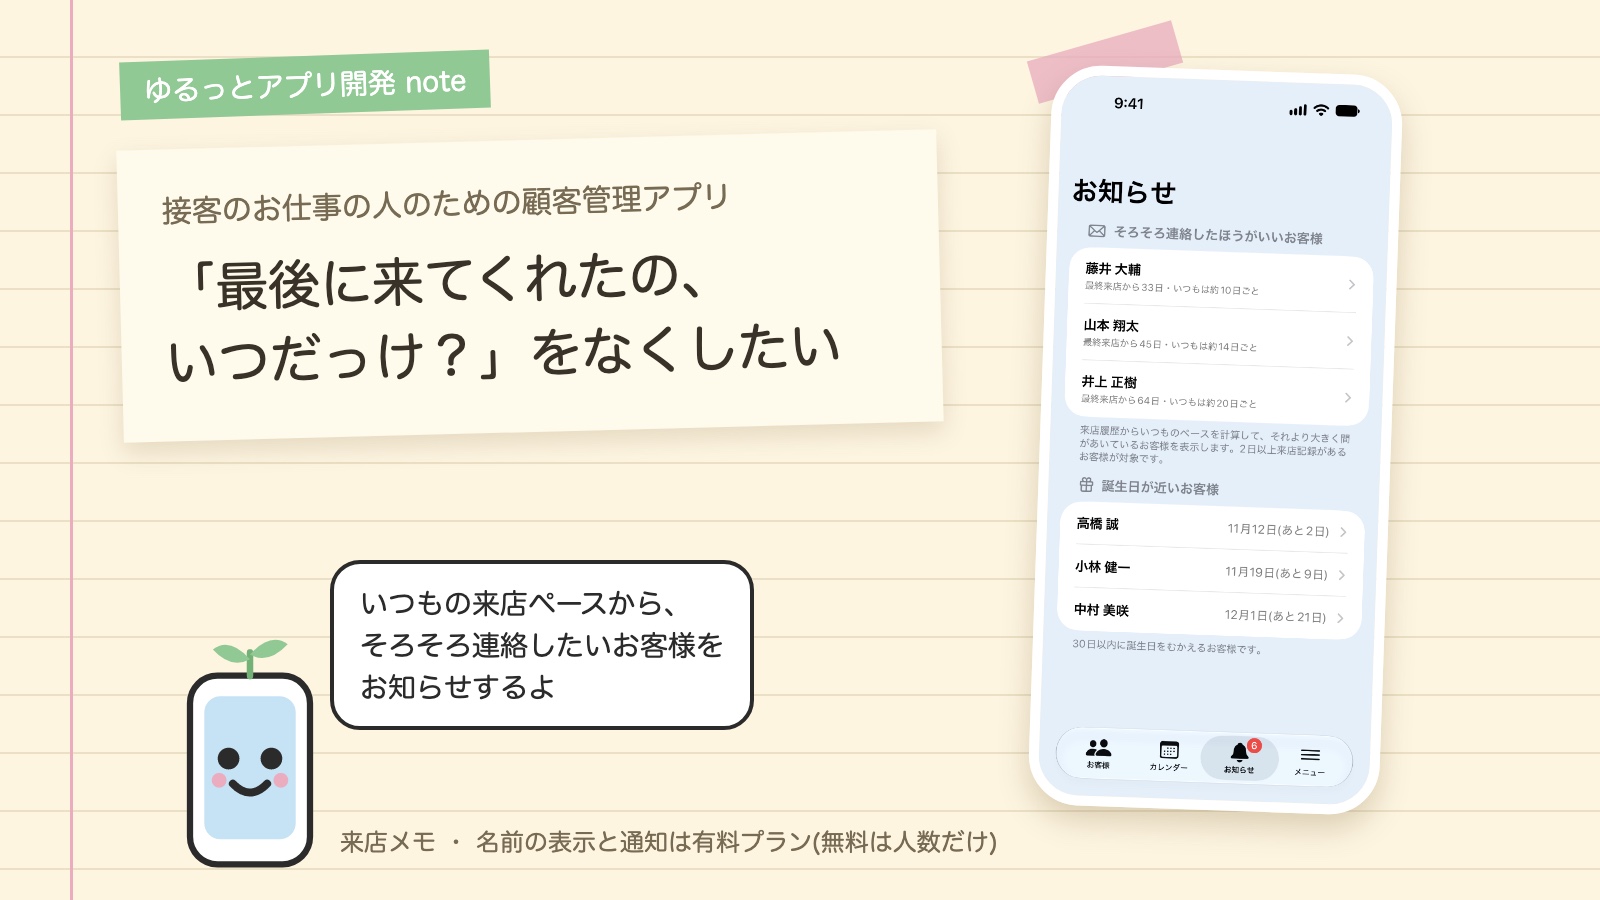 ゆるっとアプリ開発 note
接客のお仕事の人のための顧客管理アプリ
「最後に来てくれたの、
いつだっけ？」をなくしたい
いつもの来店ペースから、
そろそろ連絡したいお客様を
お知らせするよ
来店メモ ・ 名前の表示と通知は有料プラン(無料は人数だけ)
9:41
お知らせ
そろそろ連絡したほうがいいお客様
藤井 大輔
最終来店から33日・いつもは約10日ごと
山本 翔太
最終来店から45日・いつもは約14日ごと
井上 正樹
最終来店から64日・いつもは約20日ごと
来店履歴からいつものペースを計算して、それより大きく間
があいているお客様を表示します。2日以上来店記録がある
お客様が対象です。
誕生日が近いお客様
高橋 誠 11月12日(あと2日)
小林 健一 11月19日(あと9日)
中村 美咲 12月1日(あと21日)
30日以内に誕生日をむかえるお客様です。
6
お客様 カレンダー お知らせ メニュー